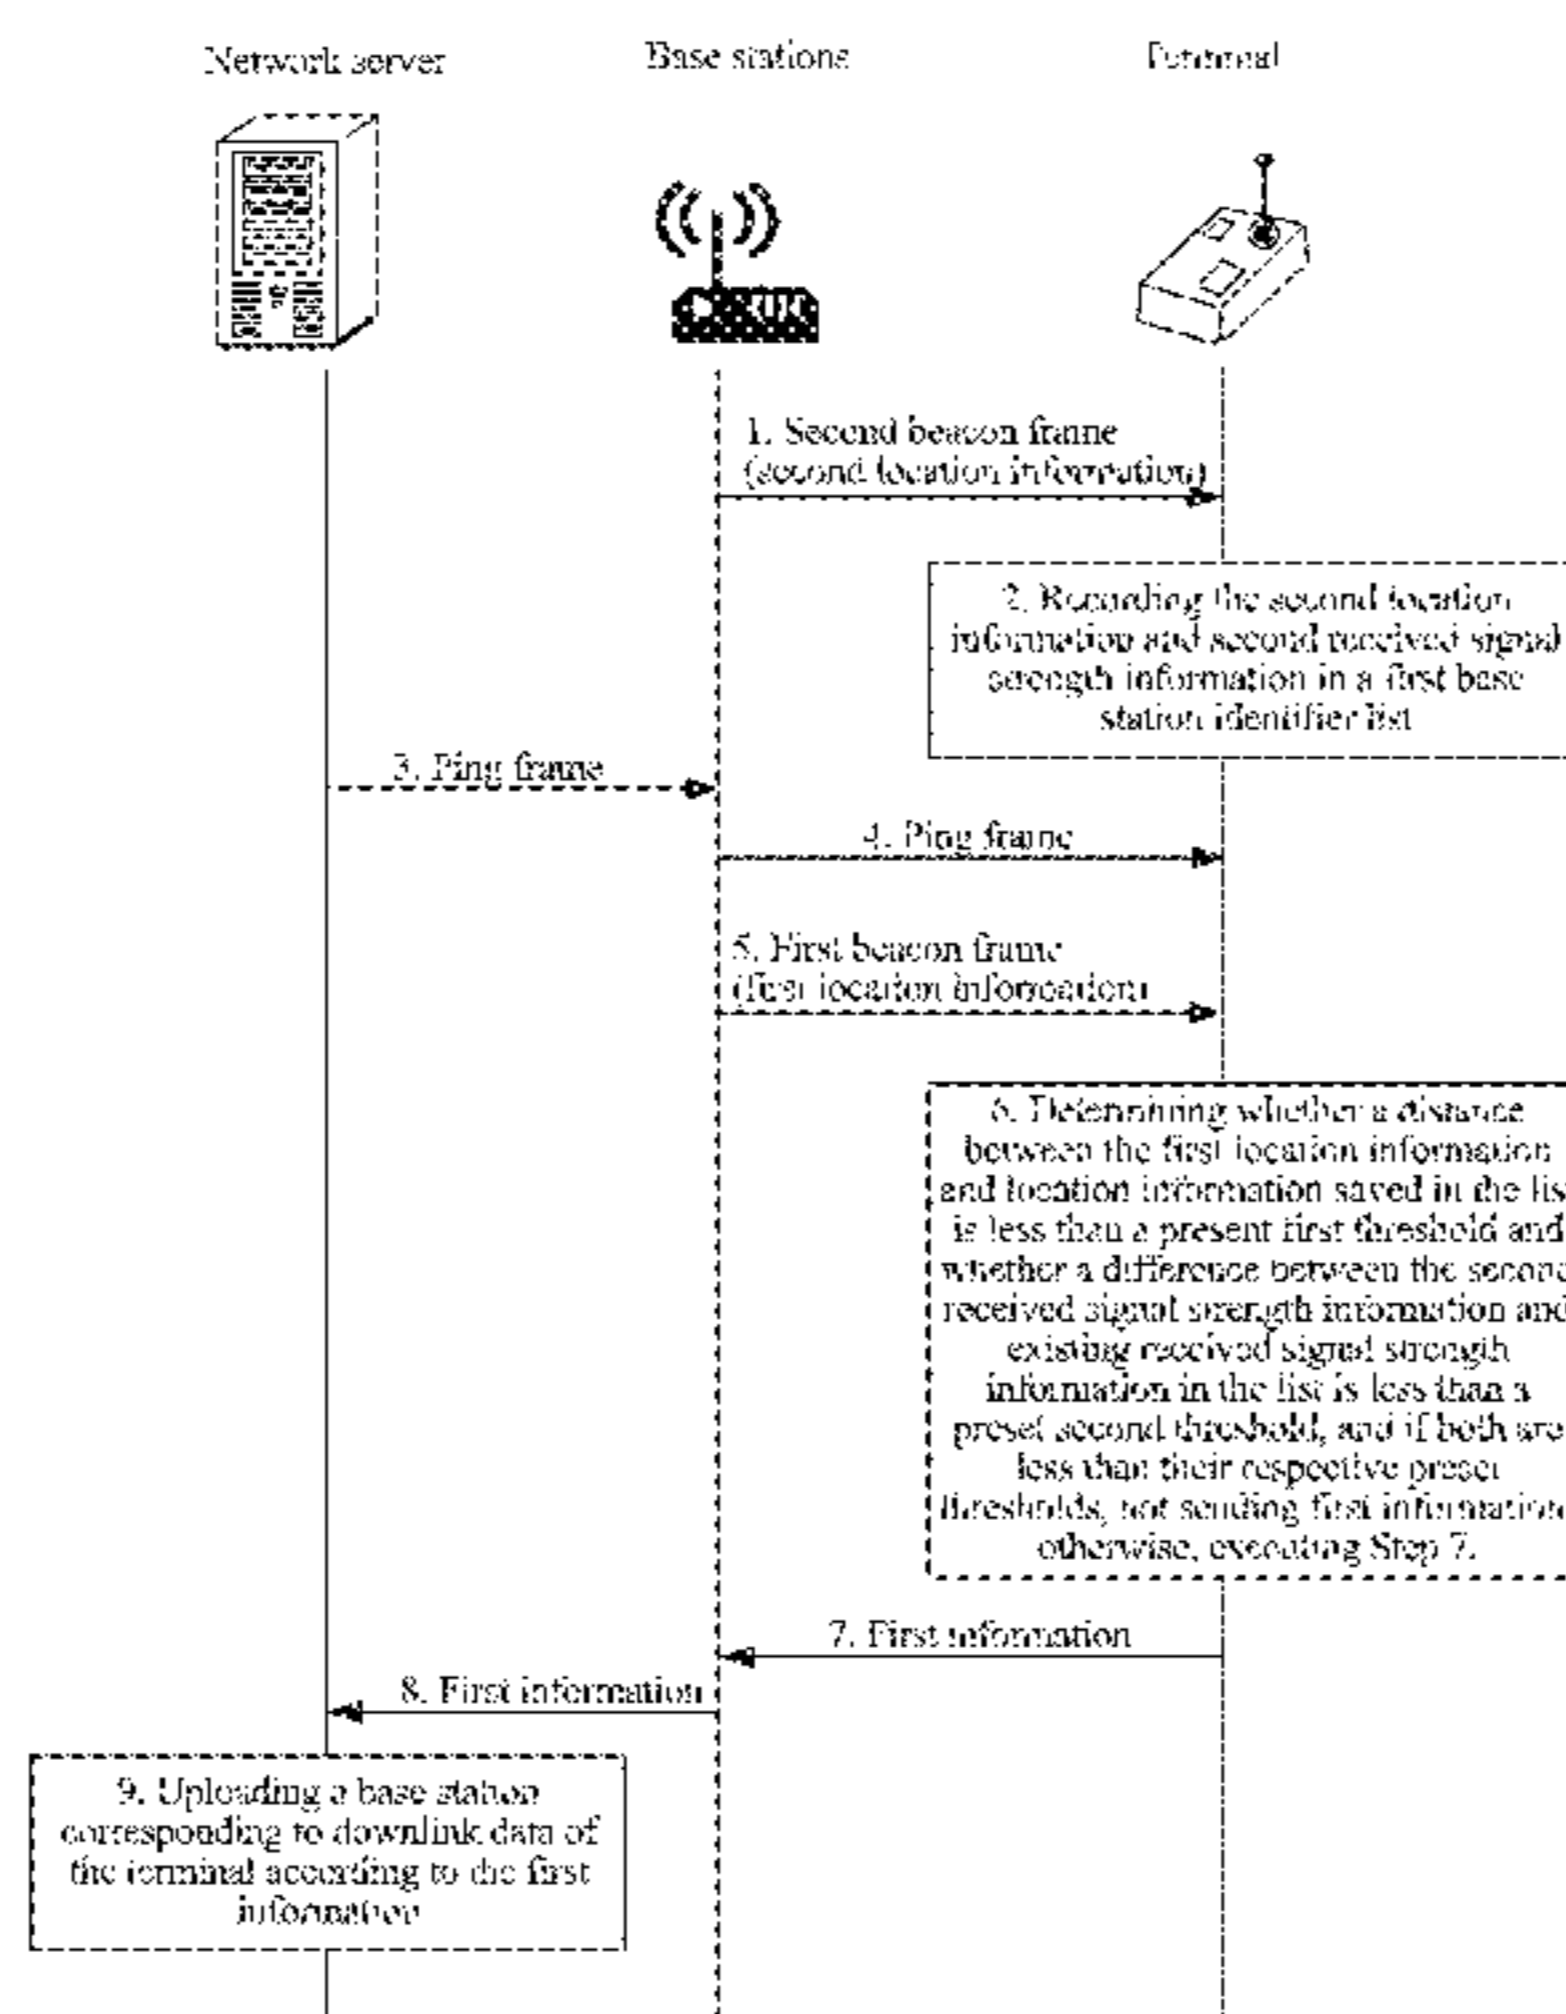 Network server
Base stations
Terminal
1. Second beacon frame
(second location information)
2. Recording the second location
information and second received signal
strength information in a first base
station identifier list
3. Ping frame
4. Ping frame
5. First beacon frame
(first location information)
6. Determining whether a distance
between the first location information
and location information saved in the list
is less than a present first threshold and
whether a difference between the second
received signal strength information and
existing received signal strength
information in the list is less than a
preset second threshold, and if both are
less than their respective preset
thresholds, not sending first information
otherwise, executing Step 7.
7. First information
8. First information
9. Uploading a base station
corresponding to downlink data of
the terminal according to the first
information